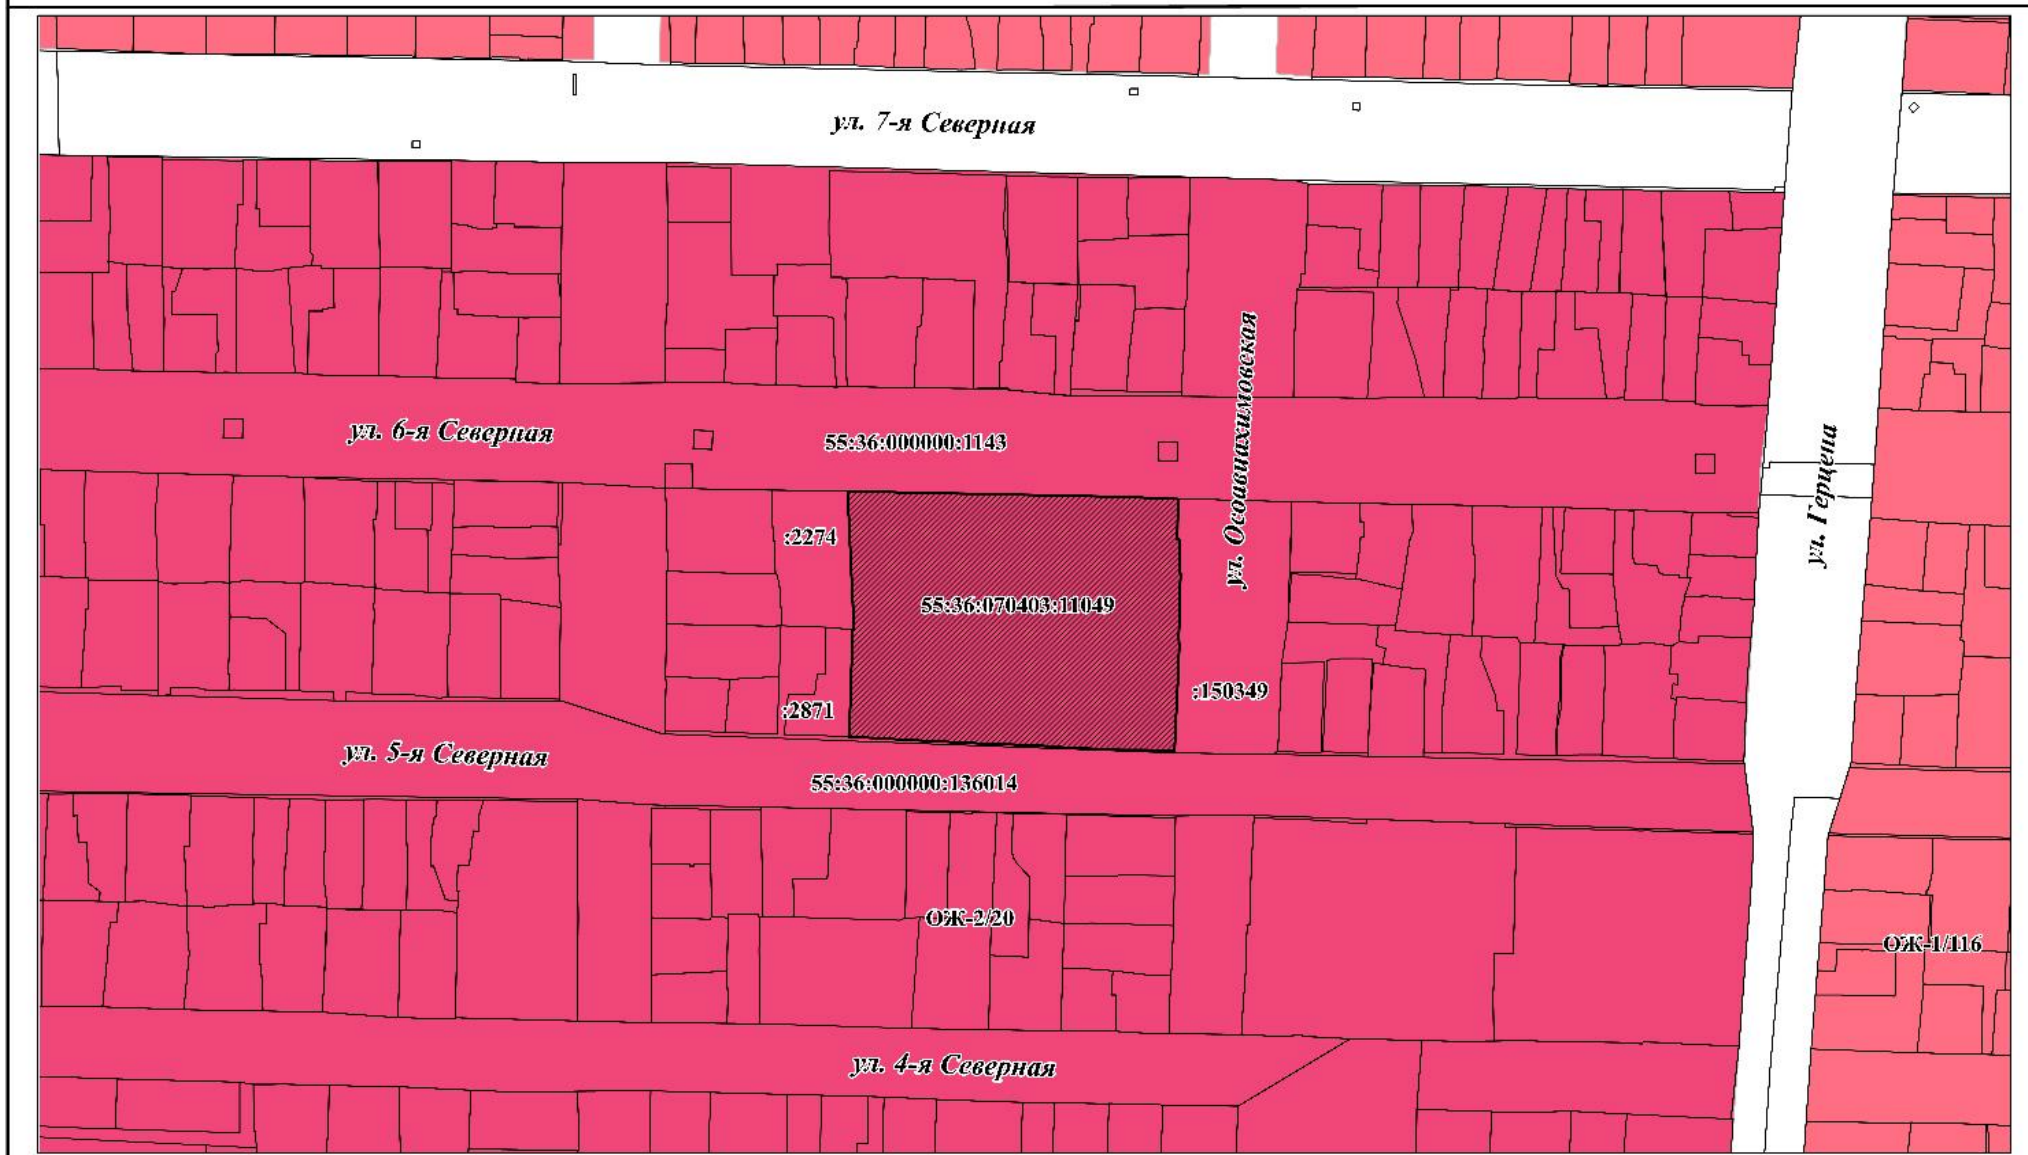 ул. 7-я Северная
ул. Осоавиахимовская
ул. 6-я Северная
55:36:000000:1143
ул. Герцена
:2274
55:36:070403:11049
:150349
:2871
ул. 5-я Северная
55:36:000000:136014
ОЖ-2/20
ОЖ-1/116
ул. 4-я Северная